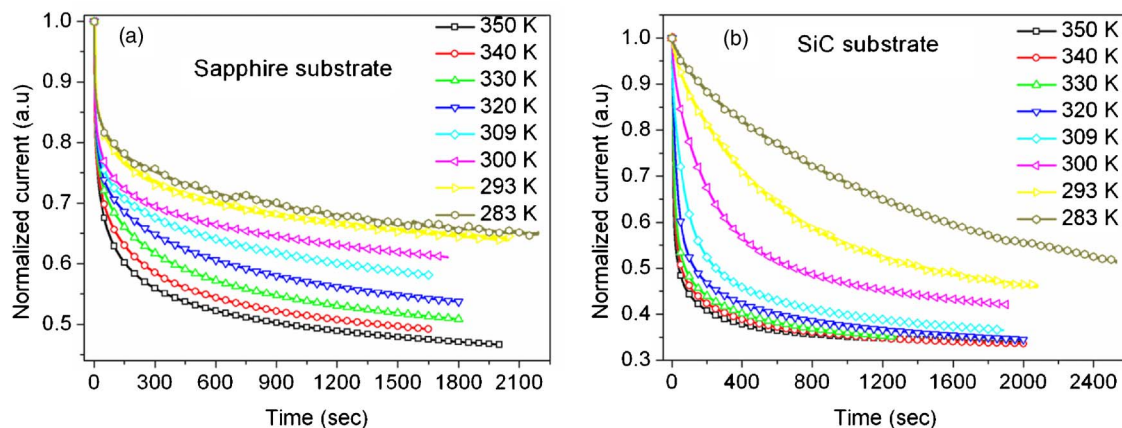 (a)
Sapphire substrate
350 K
340 K
330 K
320 K
309 K
300 K
293 K
283 K
Normalized current (a.u)
1.0
0.9
0.8
0.7
0.6
0.5
0 300 600 900 1200 1500 1800 2100
Time (sec)
(b)
SiC substrate
350 K
340 K
330 K
320 K
309 K
300 K
293 K
283 K
Normalized current (a.u)
1.0
0.9
0.8
0.7
0.6
0.5
0.4
0.3
0 400 800 1200 1600 2000 2400
Time (sec)